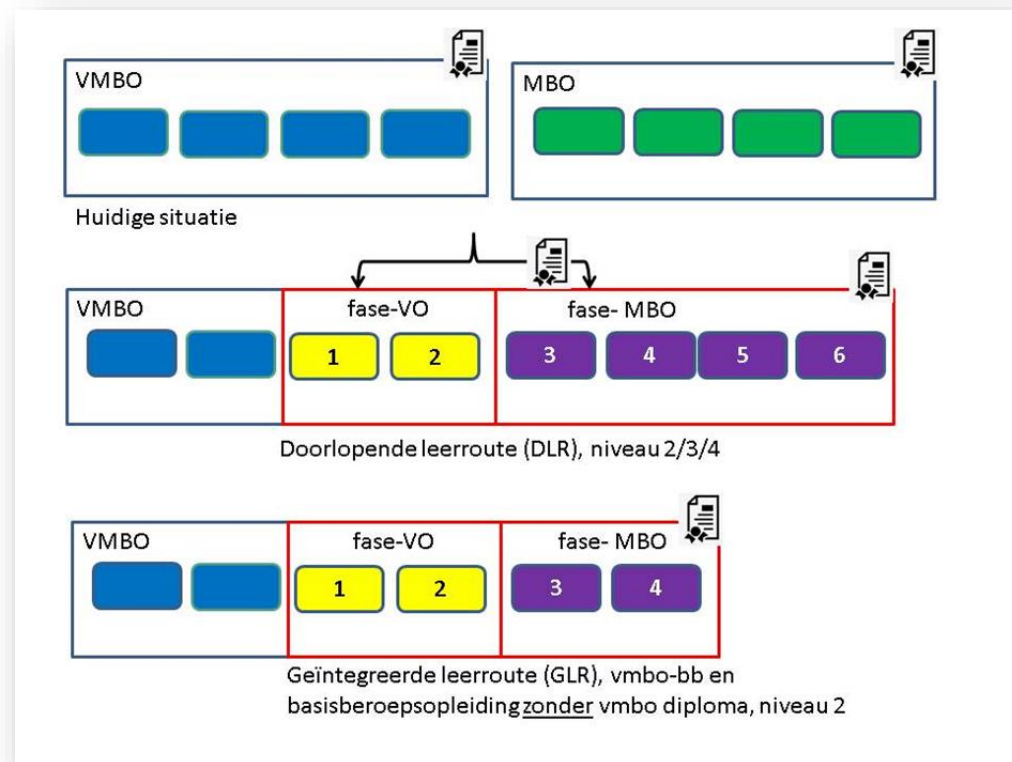 VMBO
MBO
Huidige situatie
VMBO
fase-VO
fase- MBO
1
2
3
4
5
6
Doorlopende leerroute (DLR), niveau 2/3/4
VMBO
fase-VO
fase- MBO
1
2
3
4
Geïntegreerde leerroute (GLR), vmbo-bb en
basisberoepsopleiding zonder vmbo diploma, niveau 2